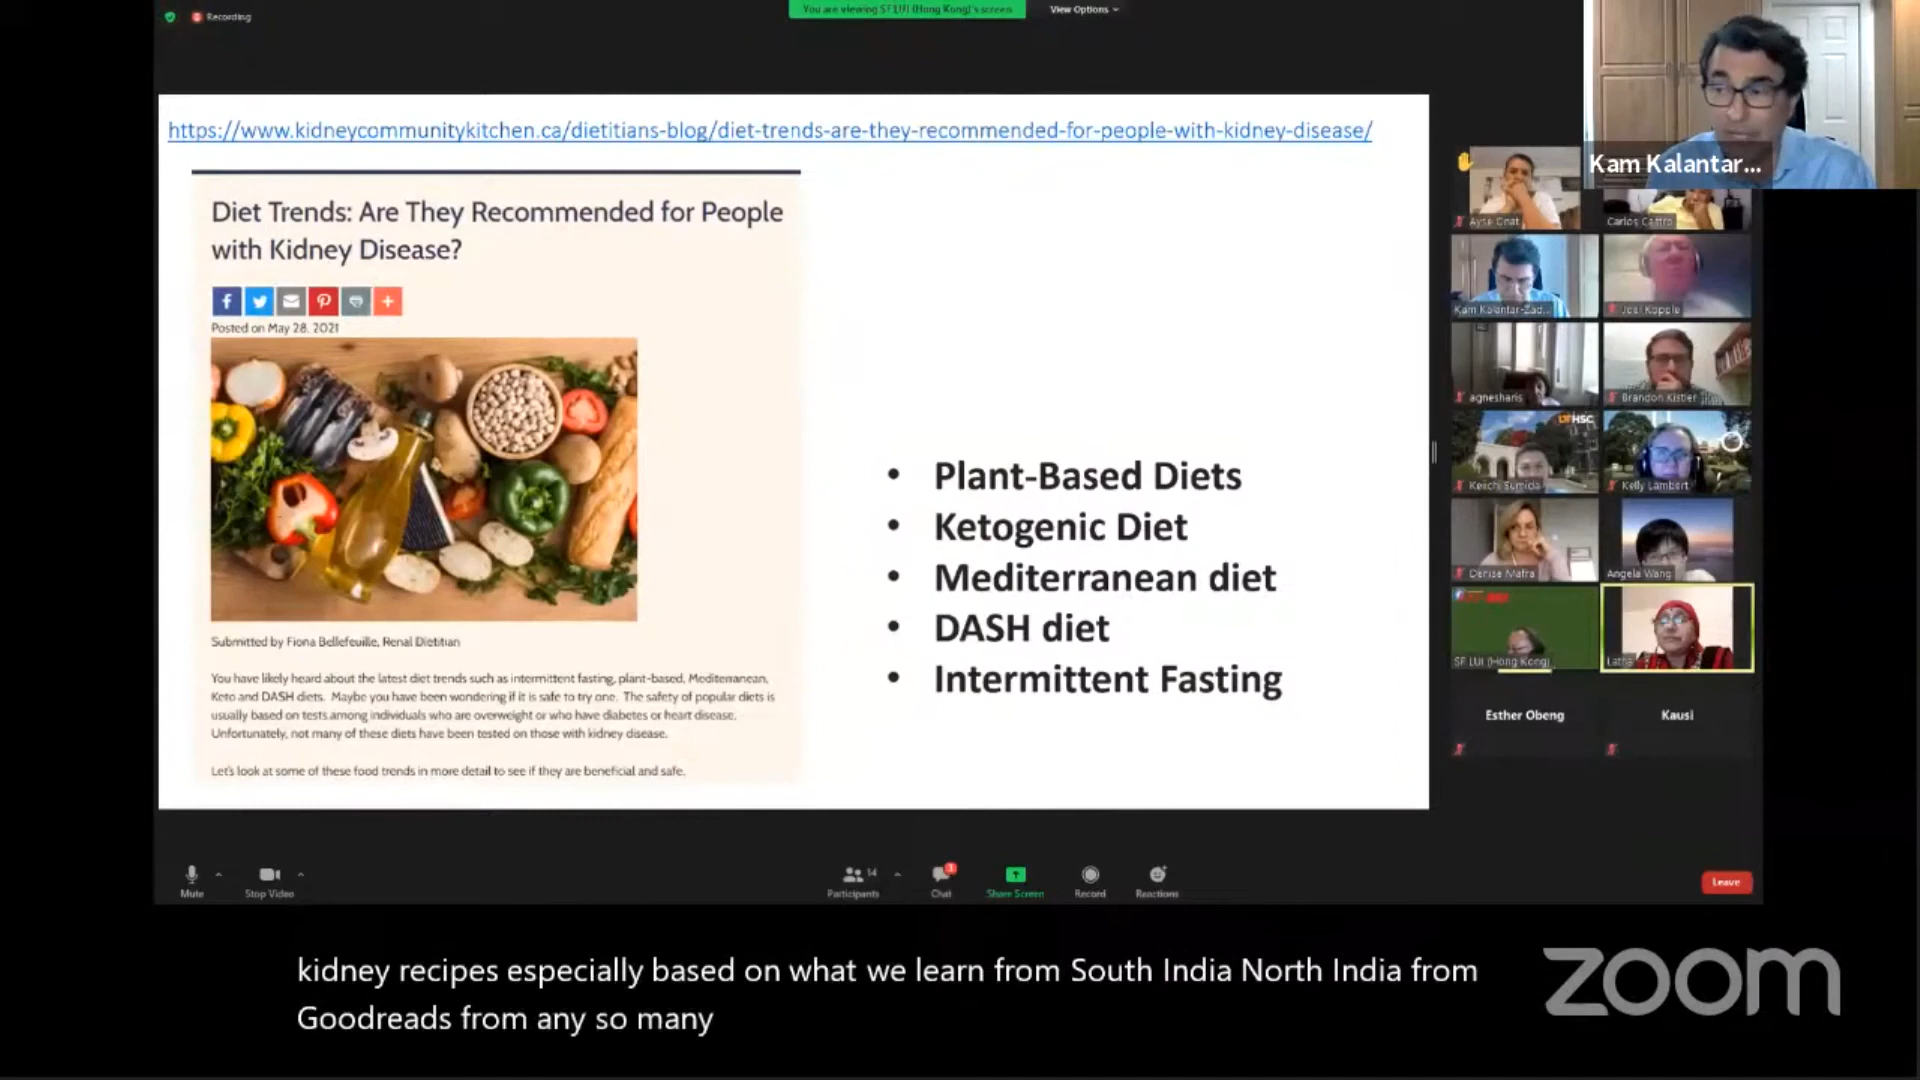 Recording
You are viewing SF LUI (Hong Kong)'s screen
View Options
https://www.kidneycommunitykitchen.ca/dietitians-blog/diet-trends-are-they-recommended-for-people-with-kidney-disease/
Diet Trends: Are They Recommended for People
with Kidney Disease?
Posted on May 28, 2021
Submitted by Fiona Bellefeuille, Renal Dietitian
You have likely heard about the latest diet trends such as intermittent fasting, plant-based, Mediterranean,
Keto and DASH diets. Maybe you have been wondering if it is safe to try one. The safety of popular diets is
usually based on tests among individuals who are overweight or who have diabetes or heart disease.
Unfortunately, not many of these diets have been tested on those with kidney disease.
Let's look at some of these food trends in more detail to see if they are beneficial and safe.
• Plant-Based Diets
• Ketogenic Diet
• Mediterranean diet
• DASH diet
• Intermittent Fasting
Kam Kalantar...
Ayse Onat
Carlos Castro
Kam Kalantar-Zad...
Joel Kopple
agnesharis
Brandon Kistler
UTHSC
Keiichi Sumida
Kelly Lambert
Denise Mafra
Angela Wang
SF LUI (Hong Kong)
Latha
Esther Obeng
Kausi
Mute
Stop Video
14
Participants
Chat
Share Screen
Record
Reactions
Leave
kidney recipes especially based on what we learn from South India North India from
Goodreads from any so many
zoom